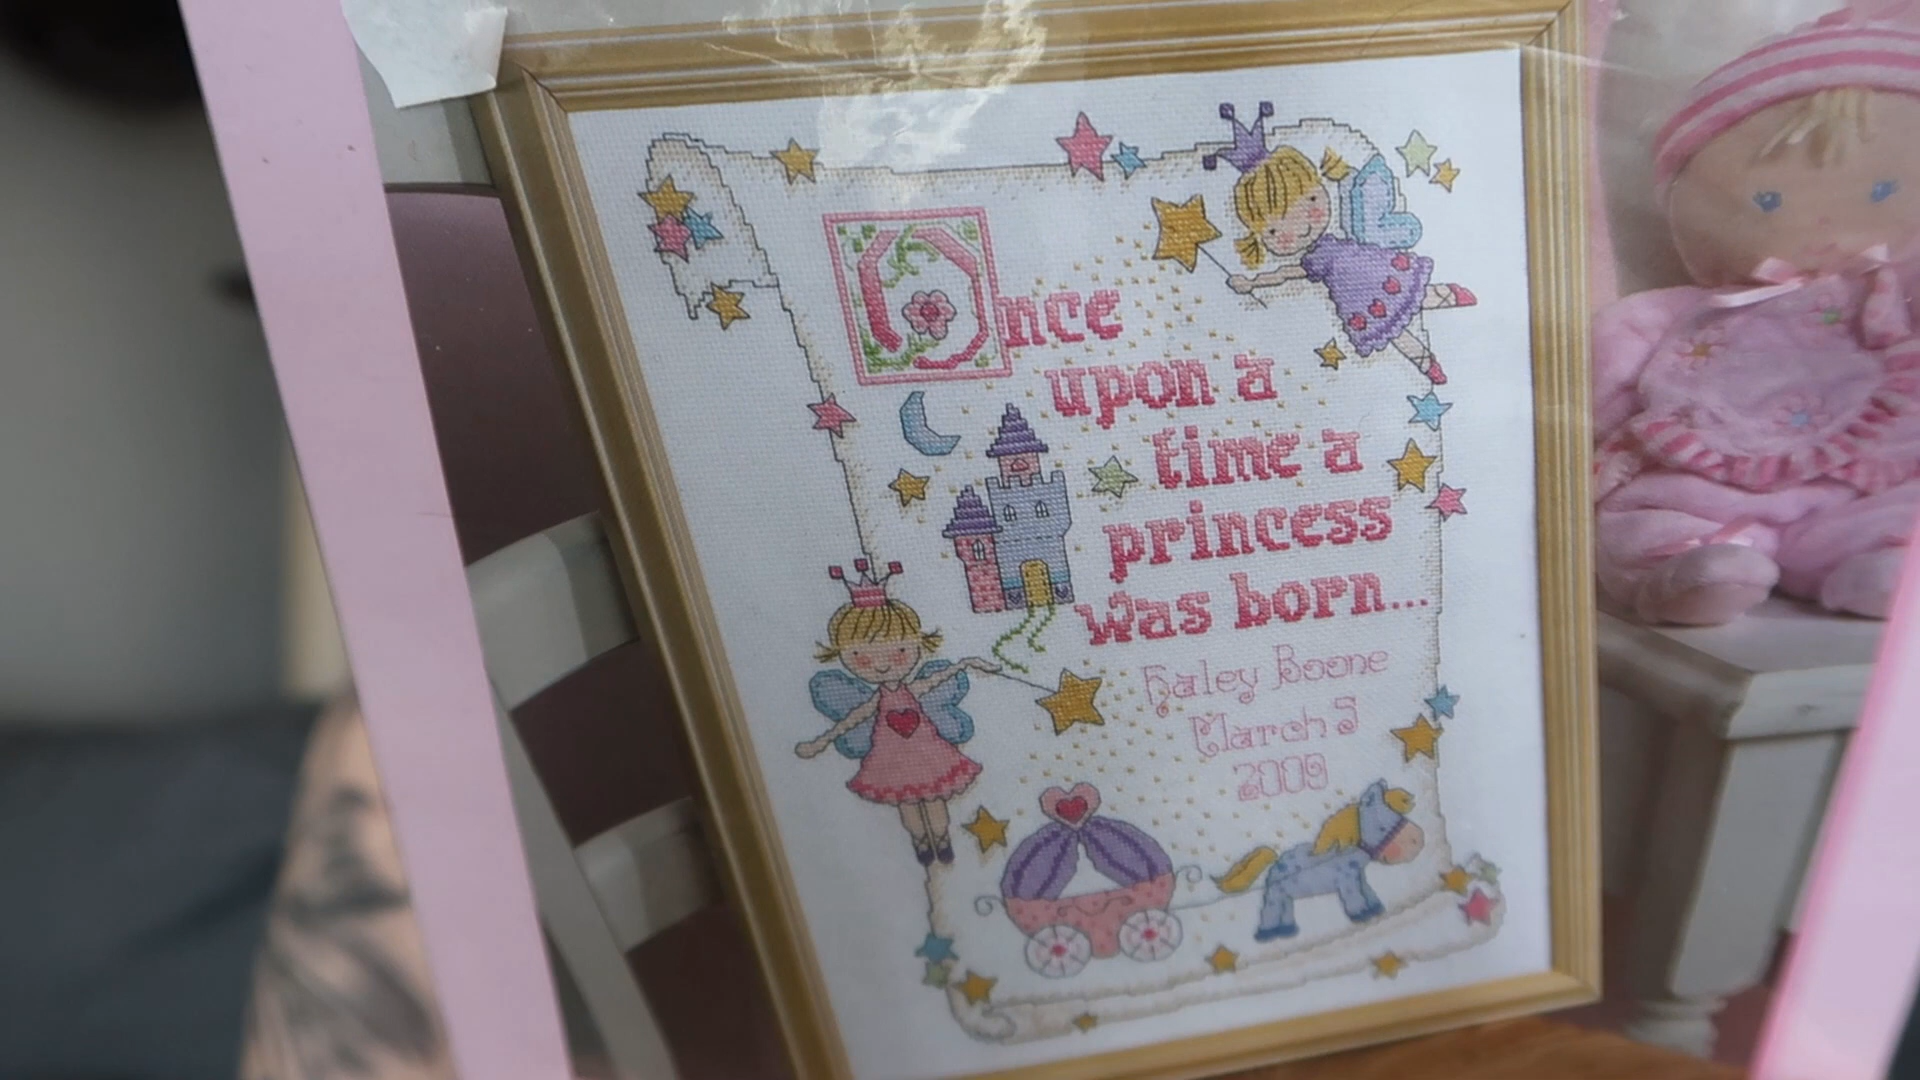 Once
upon a
time a
princess
was born...
Haley Boone
March 3
2009